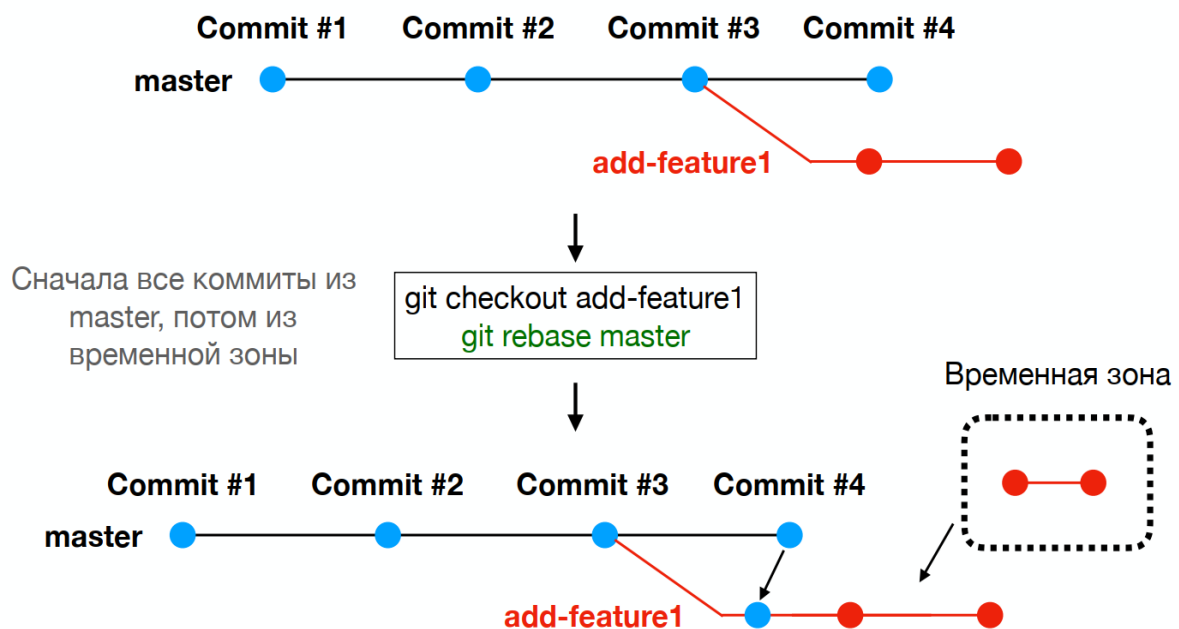 Commit #1 Commit #2 Commit #3 Commit #4
master
add-feature1
Сначала все коммиты из
master, потом из
временной зоны
git checkout add-feature1
git rebase master
Временная зона
Commit #1 Commit #2 Commit #3 Commit #4
master
add-feature1